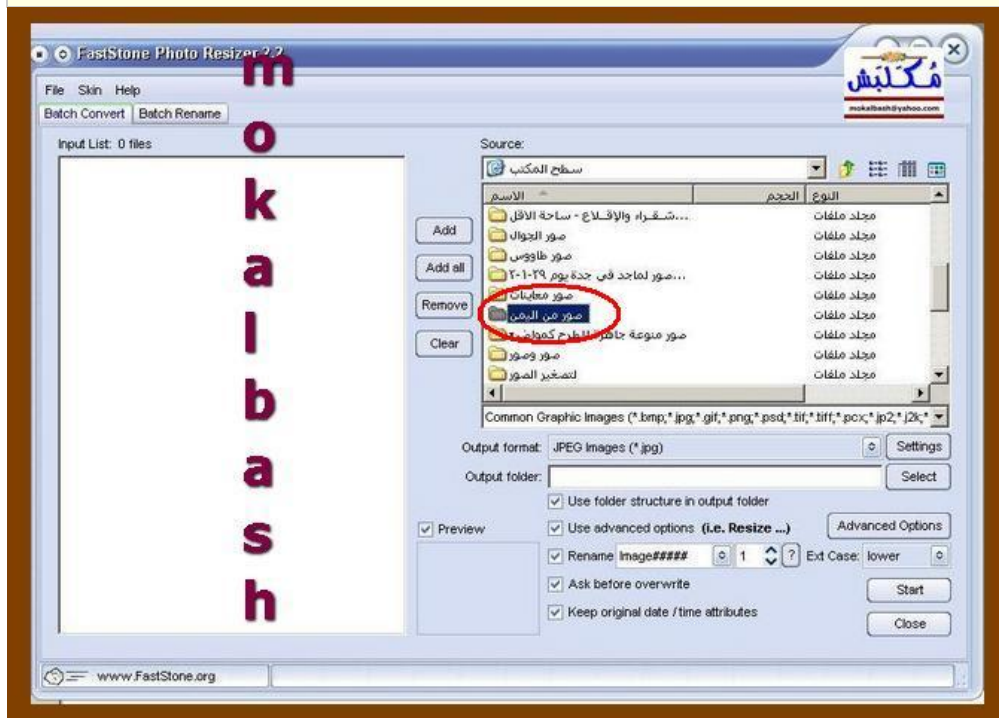 FastStone Photo Resizer 2.2
مُكَلبَش
mokalbash@yahoo.com
File Skin Help
Batch Convert Batch Rename
mokalbash
Input List: 0 files
Source:
سطح المكتب
الاسم الحجم النوع
شـقـراء والإقـلاع - ساحة الاقل... مجلد ملفات
صور الجوال مجلد ملفات
صور طاووس مجلد ملفات
صور لماجد في جدة يوم ٢٩-١-٢... مجلد ملفات
صور معاينات مجلد ملفات
صور من اليمن مجلد ملفات
صور منوعة جاهزة للطرح كمواضيع مجلد ملفات
صور وصور مجلد ملفات
لتصغير الصور مجلد ملفات
Add
Add all
Remove
Clear
Common Graphic Images (*.bmp,*.jpg,*.gif,*.png,*.psd,*.tif,*.tiff,*.pcx,*.jp2,*.j2k,*
Output format: JPEG Images (*.jpg) Settings
Output folder: Select
Use folder structure in output folder
Preview
Use advanced options (i.e. Resize ...) Advanced Options
Rename Image##### 1 ? Ext Case: lower
Ask before overwrite
Start
Keep original date / time attributes
Close
www.FastStone.org